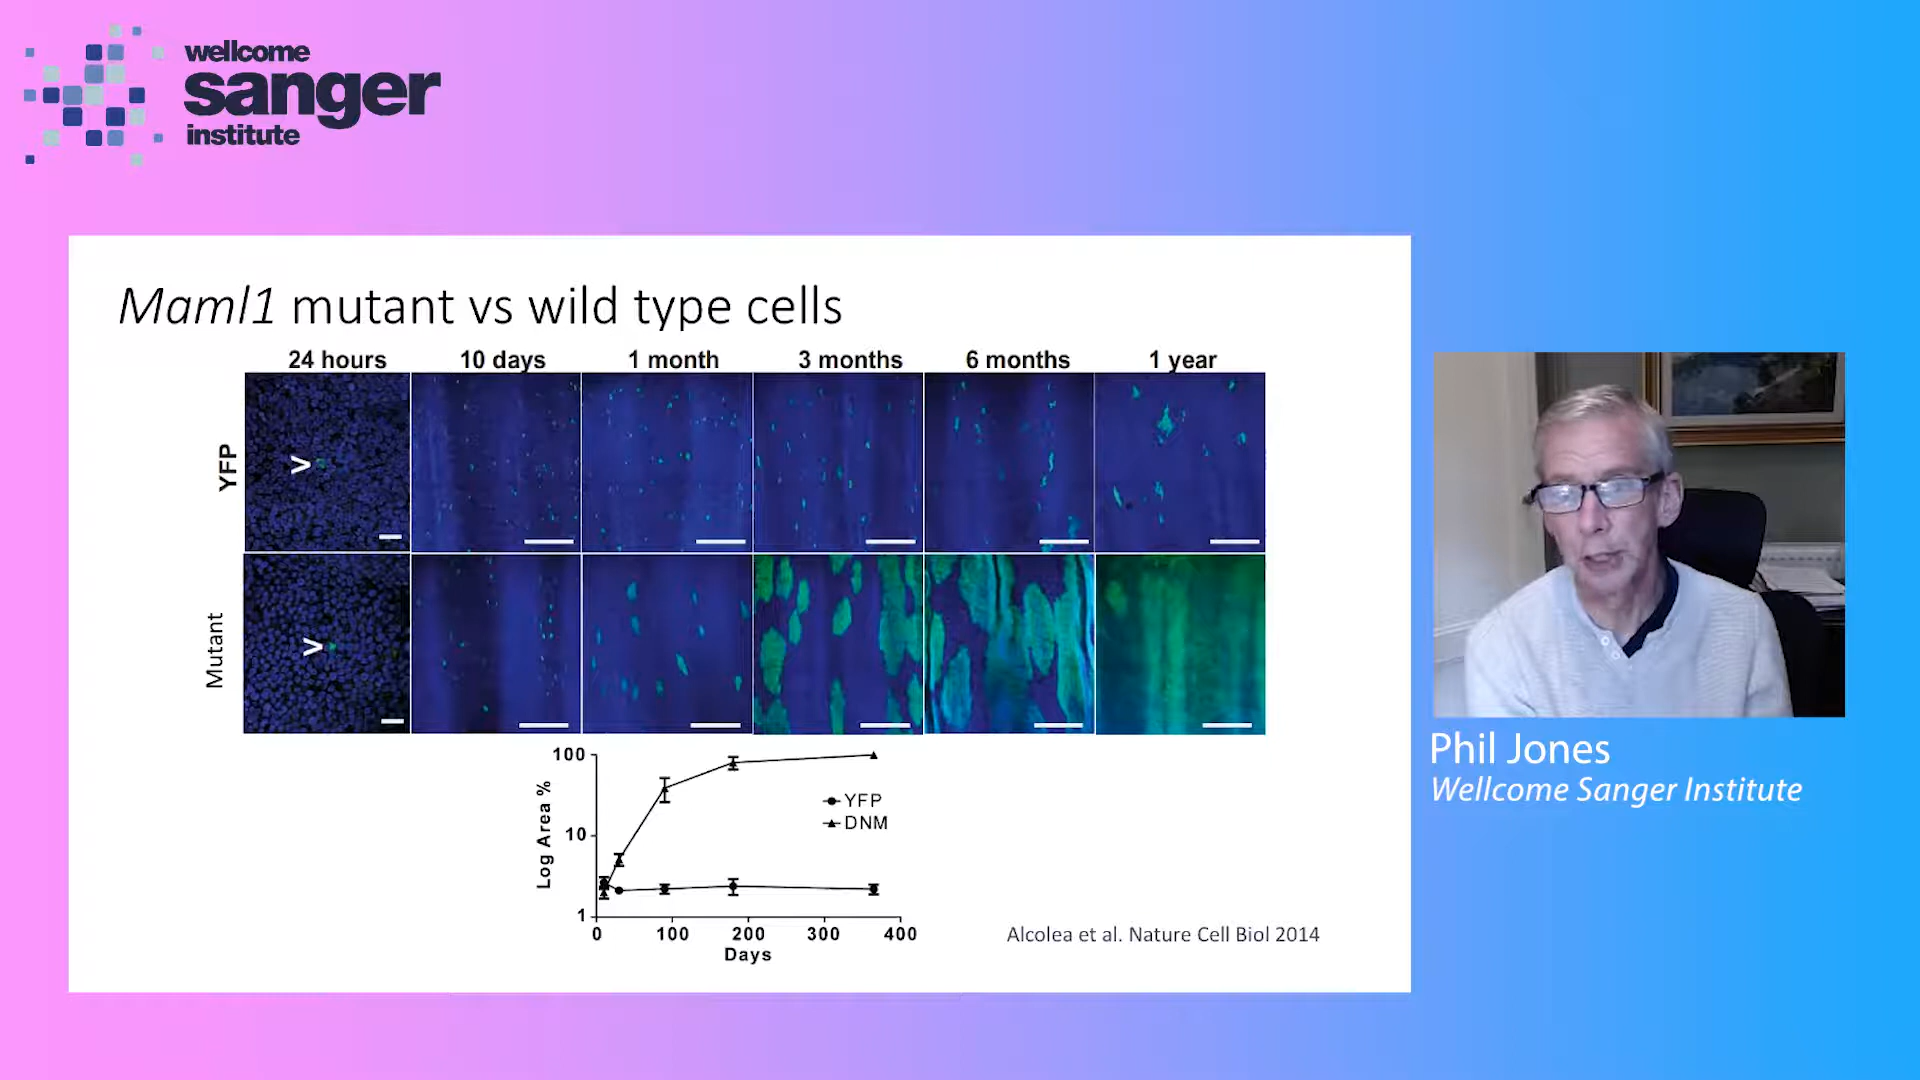 wellcome
sanger
institute
Maml1 mutant vs wild type cells
24 hours 10 days 1 month 3 months 6 months 1 year
YFP
>
Mutant
>
100
10
1
Log Area %
YFP
DNM
0 100 200 300 400
Days
Alcolea et al. Nature Cell Biol 2014
Phil Jones
Wellcome Sanger Institute